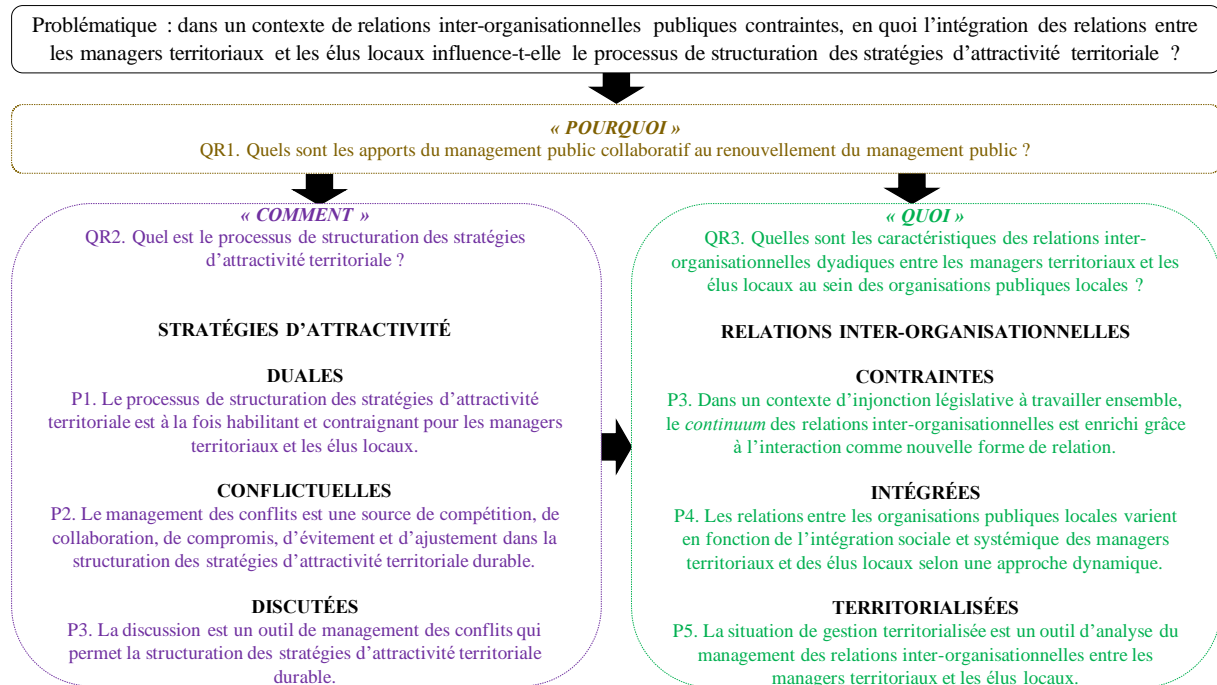 Problématique : dans un contexte de relations inter-organisationnelles publiques contraintes, en quoi l’intégration des relations entre
les managers territoriaux et les élus locaux influence-t-elle le processus de structuration des stratégies d’attractivité territoriale ?
« POURQUOI »
QR1. Quels sont les apports du management public collaboratif au renouvellement du management public ?
« COMMENT »
QR2. Quel est le processus de structuration des stratégies
d’attractivité territoriale ?
STRATÉGIES D’ATTRACTIVITÉ
DUALES
P1. Le processus de structuration des stratégies d’attractivité
territoriale est à la fois habilitant et contraignant pour les managers
territoriaux et les élus locaux.
CONFLICTUELLES
P2. Le management des conflits est une source de compétition, de
collaboration, de compromis, d’évitement et d’ajustement dans la
structuration des stratégies d’attractivité territoriale durable.
DISCUTÉES
P3. La discussion est un outil de management des conflits qui
permet la structuration des stratégies d’attractivité territoriale
durable.
« QUOI »
QR3. Quelles sont les caractéristiques des relations inter-
organisationnelles dyadiques entre les managers territoriaux et les
élus locaux au sein des organisations publiques locales ?
RELATIONS INTER-ORGANISATIONNELLES
CONTRAINTES
P3. Dans un contexte d’injonction législative à travailler ensemble,
le continuum des relations inter-organisationnelles est enrichi grâce
à l’interaction comme nouvelle forme de relation.
INTÉGRÉES
P4. Les relations entre les organisations publiques locales varient
en fonction de l’intégration sociale et systémique des managers
territoriaux et des élus locaux selon une approche dynamique.
TERRITORIALISÉES
P5. La situation de gestion territorialisée est un outil d’analyse du
management des relations inter-organisationnelles entre les
managers territoriaux et les élus locaux.